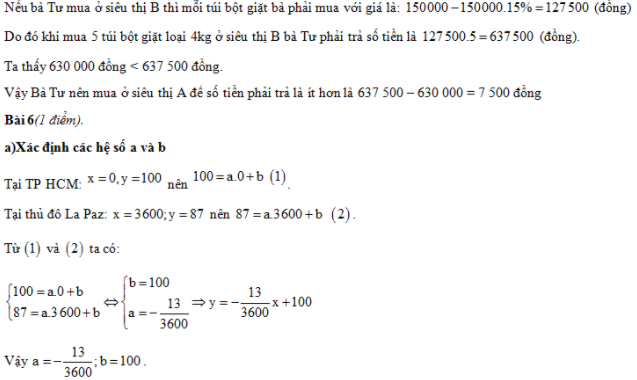 Nếu bà Tư mua ở siêu thị B thì mỗi túi bột giặt bà phải mua với giá là: 150000 – 150000.15% = 127 500 (đồng)
Do đó khi mua 5 túi bột giặt loại 4kg ở siêu thị B bà Tư phải trả số tiền là 127 500.5 = 637 500 (đồng).
Ta thấy 630 000 đồng < 637 500 đồng.
Vậy Bà Tư nên mua ở siêu thị A để số tiền phải trả là ít hơn là 637 500 – 630 000 = 7 500 đồng
Bài 6 (1 điểm).
a)Xác định các hệ số a và b
Tại TP HCM: x = 0, y = 100 nên 100 = a.0 + b (1).
Tại thủ đô La Paz: x = 3600; y = 87 nên 87 = a.3600 + b (2).
Từ (1) và (2) ta có:
{100 = a.0 + b; 87 = a.3 600 + b ⇔ {b = 100; a = –13/3600 ⇒ y = –13/3600 x + 100
Vậy a = –13/3600; b = 100.